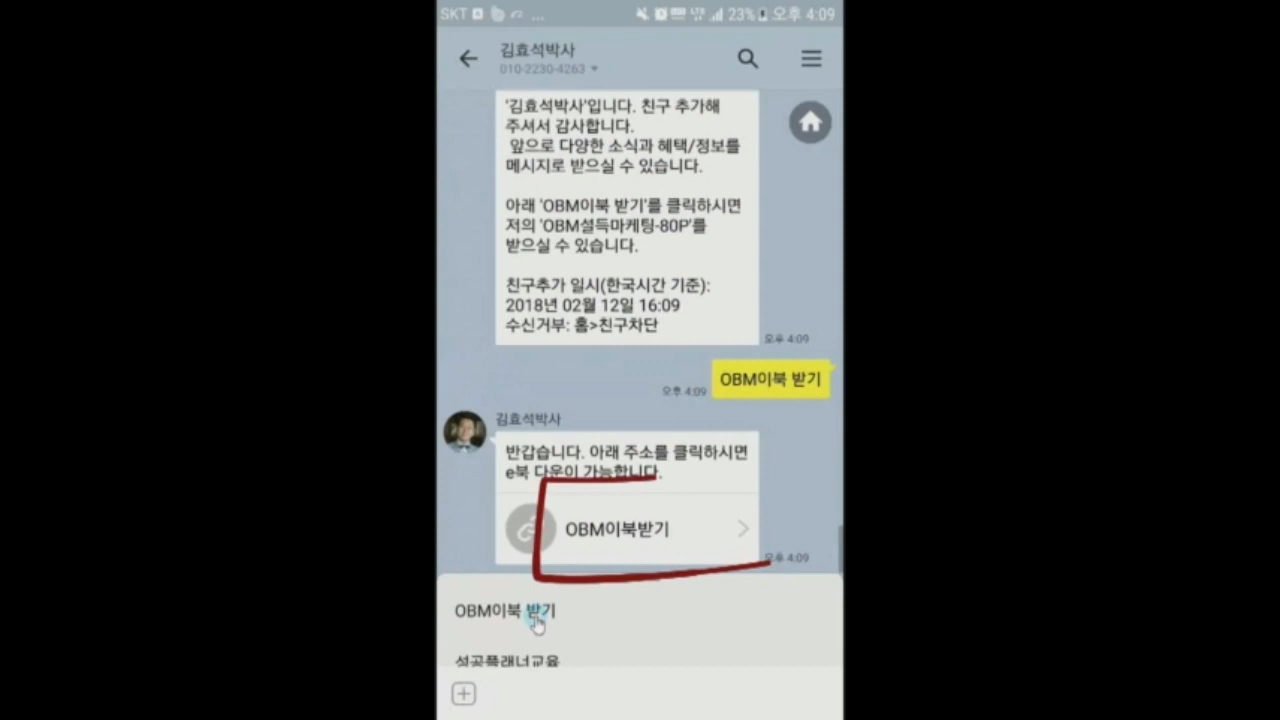 SKT
...
23%
오후 4:09
김효석박사
010-2230-4263
'김효석박사'입니다. 친구 추가해
주셔서 감사합니다.
앞으로 다양한 소식과 혜택/정보를
메시지로 받으실 수 있습니다.
아래 'OBM이북 받기'를 클릭하시면
저의 'OBM설득마케팅-80P'를
받으실 수 있습니다.
친구추가 일시(한국시간 기준):
2018년 02월 12일 16:09
수신거부: 홈>친구차단
오후 4:09
OBM이북 받기
오후 4:09
김효석박사
반갑습니다. 아래 주소를 클릭하시면
e북 다운이 가능합니다.
OBM이북받기
오후 4:09
OBM이북 받기
성공플래너교육